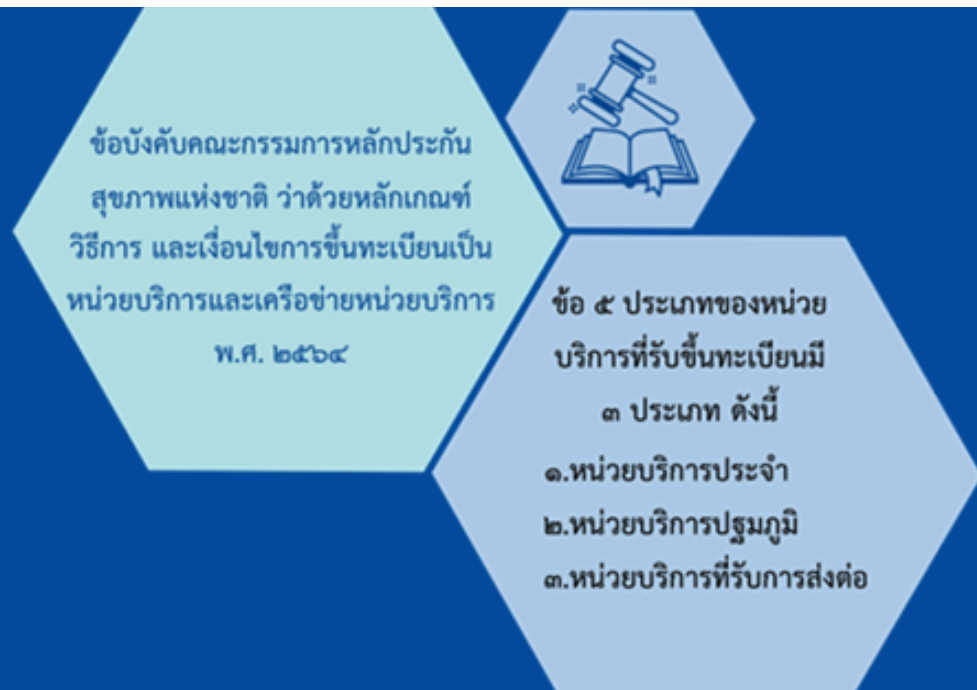 ข้อบังคับคณะกรรมการหลักประกัน
สุขภาพแห่งชาติ ว่าด้วยหลักเกณฑ์
วิธีการ และเงื่อนไขการขึ้นทะเบียนเป็น
หน่วยบริการและเครือข่ายหน่วยบริการ
พ.ศ. ๒๕๖๔
ข้อ ๕ ประเภทของหน่วย
บริการที่รับขึ้นทะเบียนมี
๓ ประเภท ดังนี้
๑.หน่วยบริการประจำ
๒.หน่วยบริการปฐมภูมิ
๓.หน่วยบริการที่รับการส่งต่อ